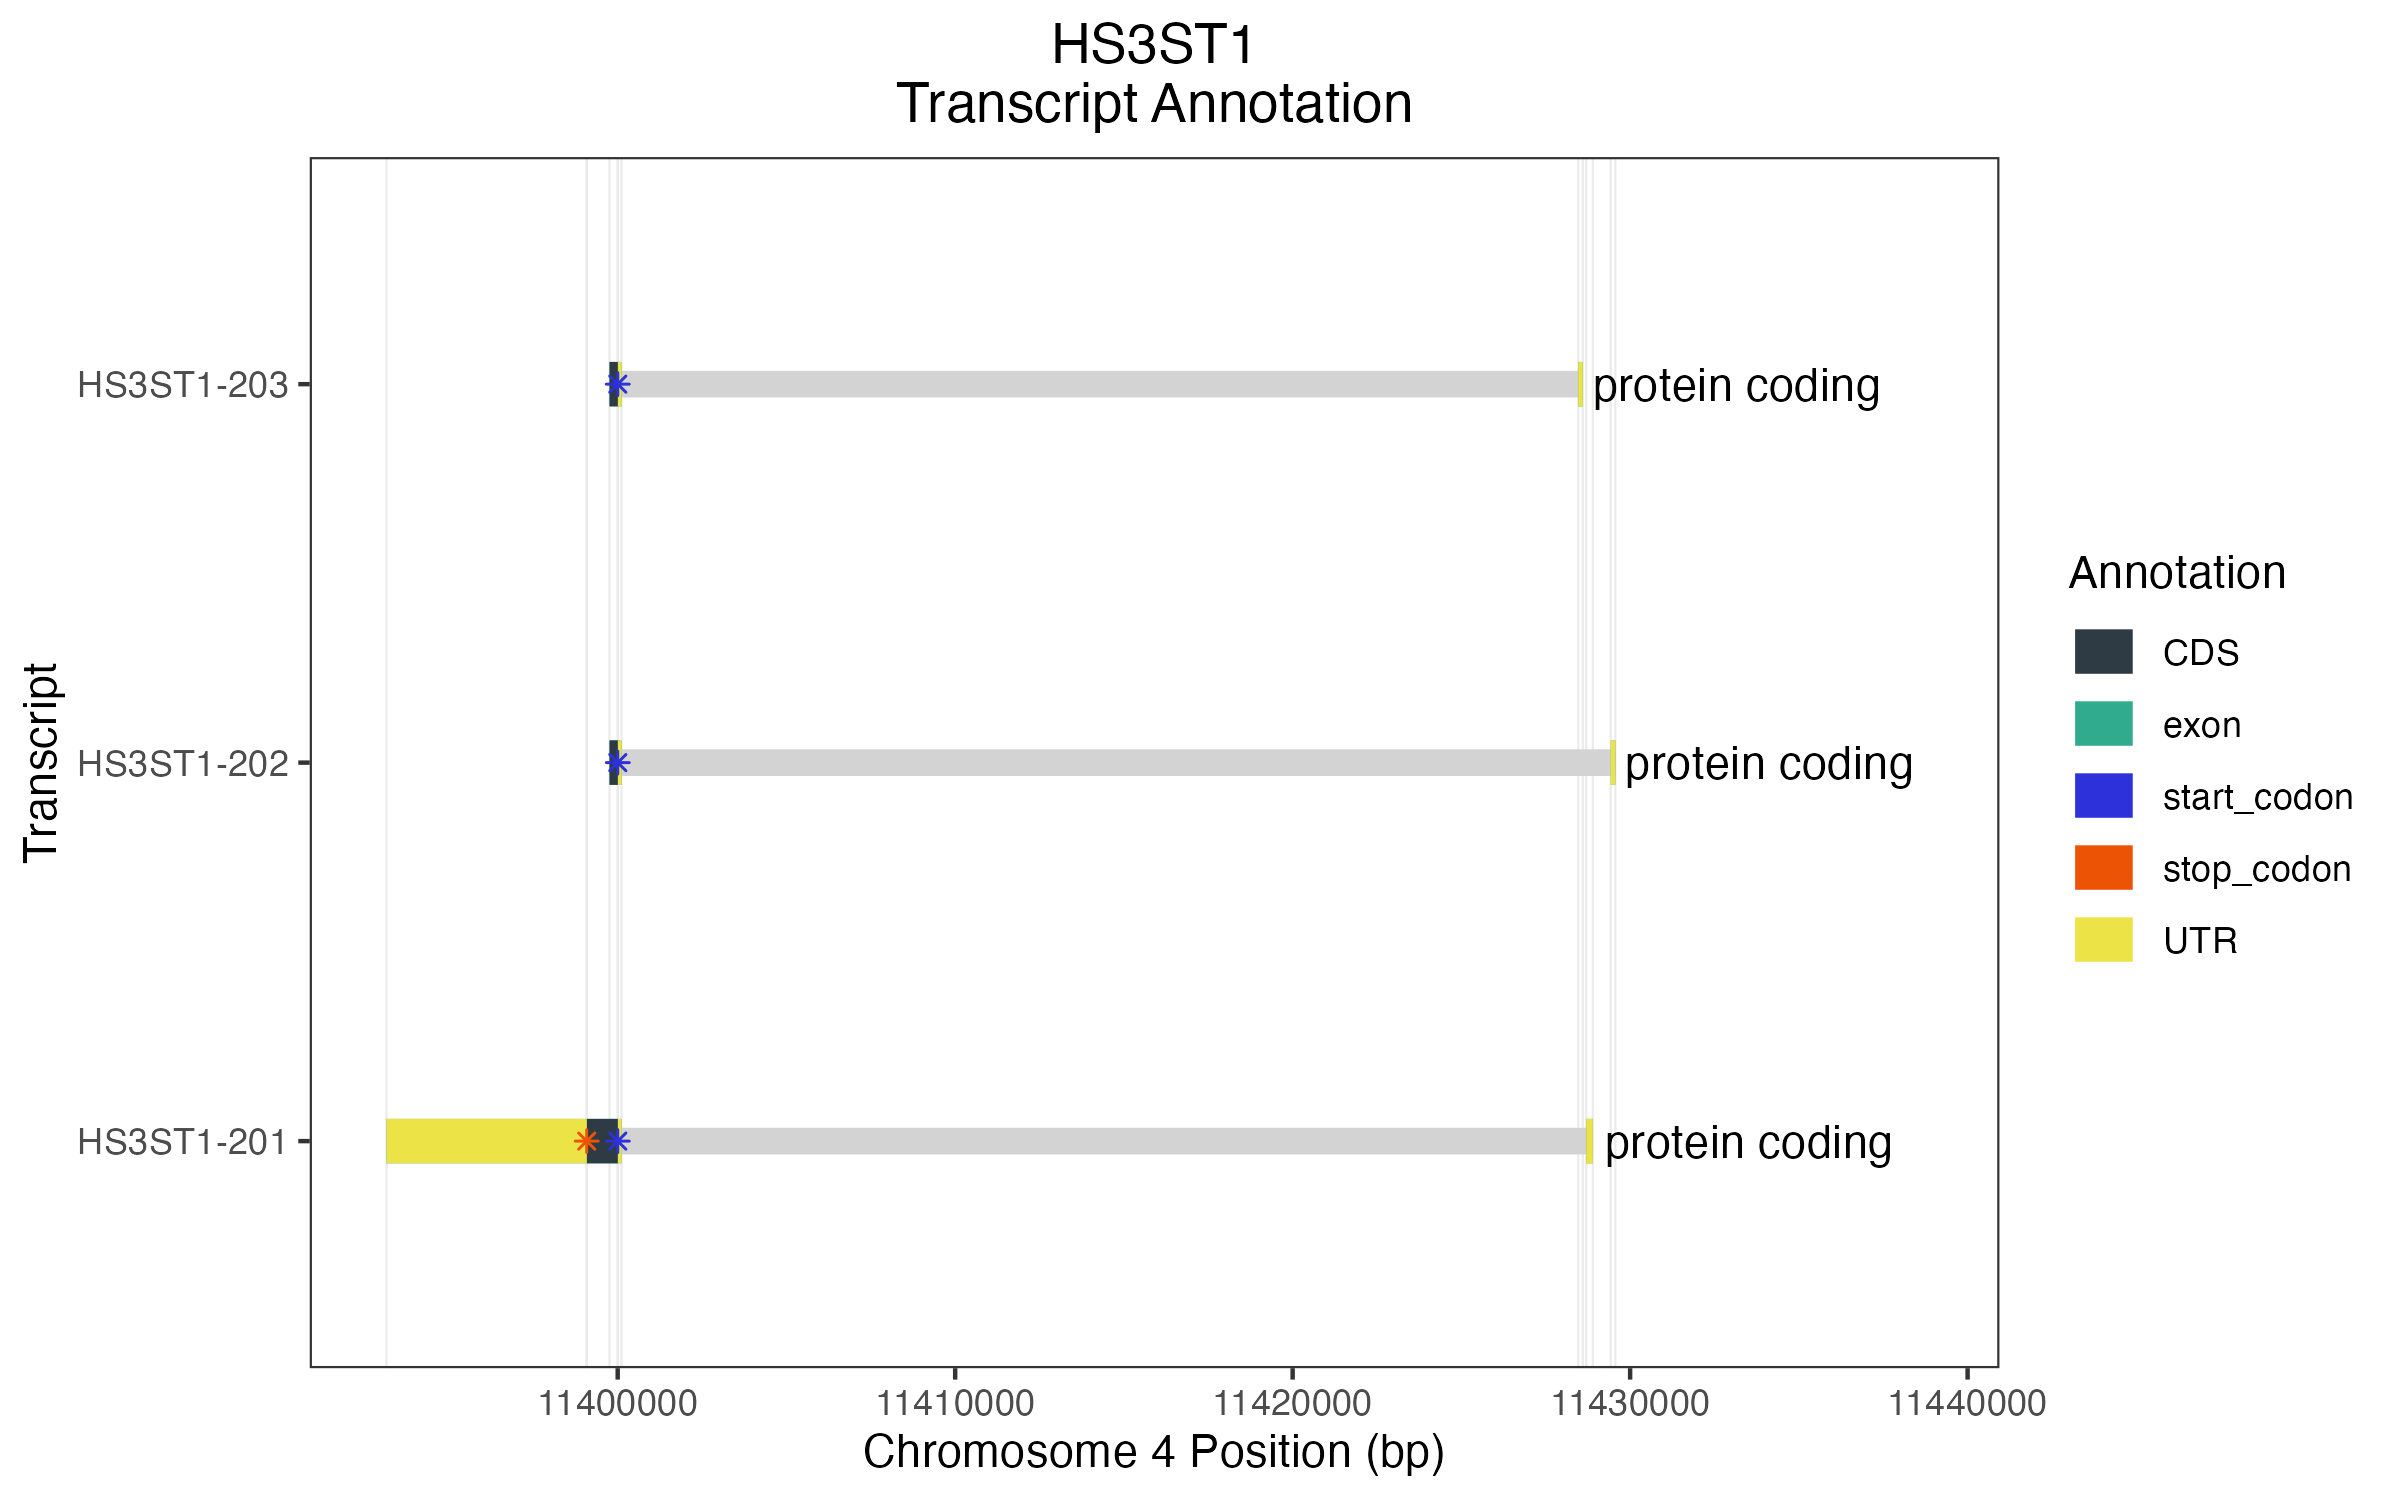 HS3ST1
Transcript Annotation
Transcript
HS3ST1-203
protein coding
HS3ST1-202
protein coding
HS3ST1-201
protein coding
11400000
11410000
11420000
11430000
11440000
Chromosome 4 Position (bp)
Annotation
CDS
exon
start_codon
stop_codon
UTR